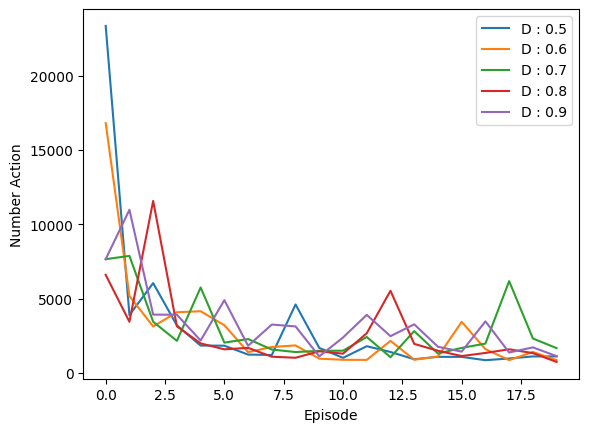 D : 0.5
D : 0.6
D : 0.7
D : 0.8
D : 0.9
Number Action
20000
15000
10000
5000
0
0.0 2.5 5.0 7.5 10.0 12.5 15.0 17.5
Episode